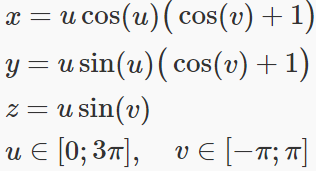 x = u cos(u)( cos(v) + 1)
y = u sin(u)( cos(v) + 1)
z = u sin(v)
u ∈ [0; 3π], v ∈ [−π; π]